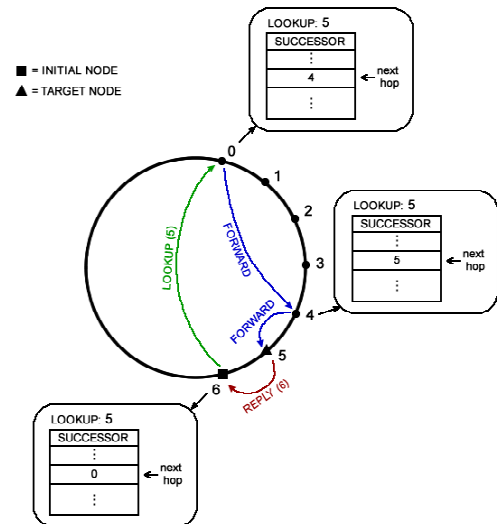 LOOKUP: 5
SUCCESSOR
⋮
4
⋮
next
hop
■ = INITIAL NODE
▲ = TARGET NODE
0
1
2
3
4
5
6
LOOKUP (5)
FORWARD
FORWARD
REPLY (6)
LOOKUP: 5
SUCCESSOR
⋮
5
⋮
next
hop
LOOKUP: 5
SUCCESSOR
⋮
0
⋮
next
hop